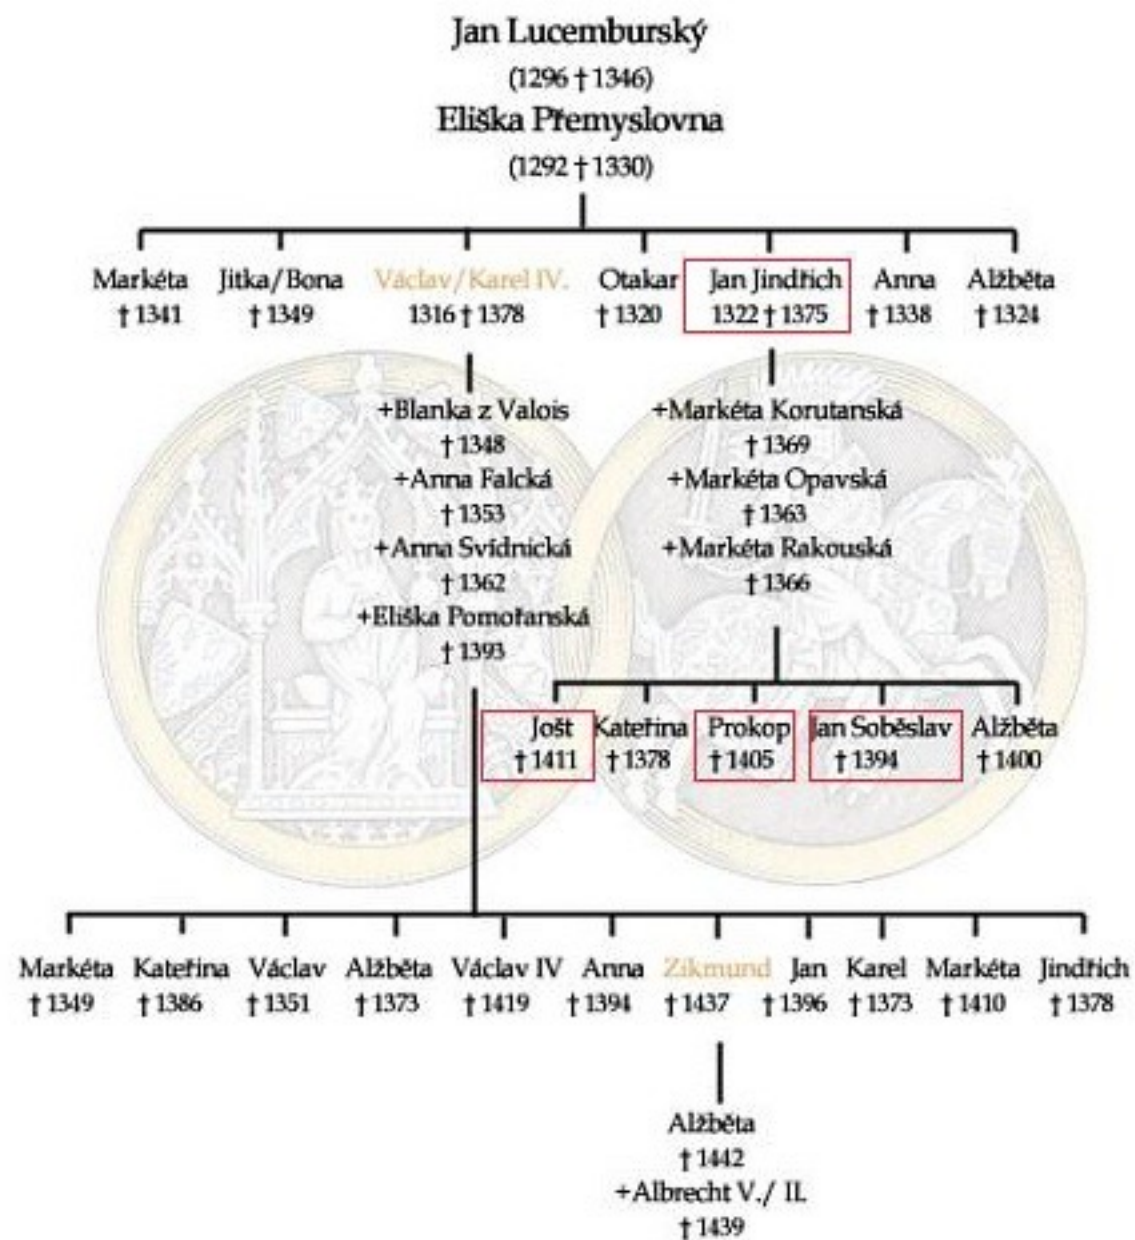 Jan Lucemburský
(1296 † 1346)
Eliška Přemyslovna
(1292 † 1330)
Markéta Jitka/Bona Václav/Karel IV. Otakar Jan Jindřich Anna Alžběta
† 1341 † 1349 1316 † 1378 † 1320 1322 † 1375 † 1338 † 1324
+Blanka z Valois +Markéta Korutanská
† 1348 † 1369
+Anna Falcká +Markéta Opavská
† 1353 † 1363
+Anna Svídnická +Markéta Rakouská
† 1362 † 1366
+Eliška Pomořanská
† 1393
Jošt Kateřina Prokop Jan Soběslav Alžběta
† 1411 † 1378 † 1405 † 1394 † 1400
Markéta Kateřina Václav Alžběta Václav IV Anna Zikmund Jan Karel Markéta Jindřich
† 1349 † 1386 † 1351 † 1373 † 1419 † 1394 † 1437 † 1396 † 1373 † 1410 † 1378
Alžběta
† 1442
+Albrecht V./ II.
† 1439